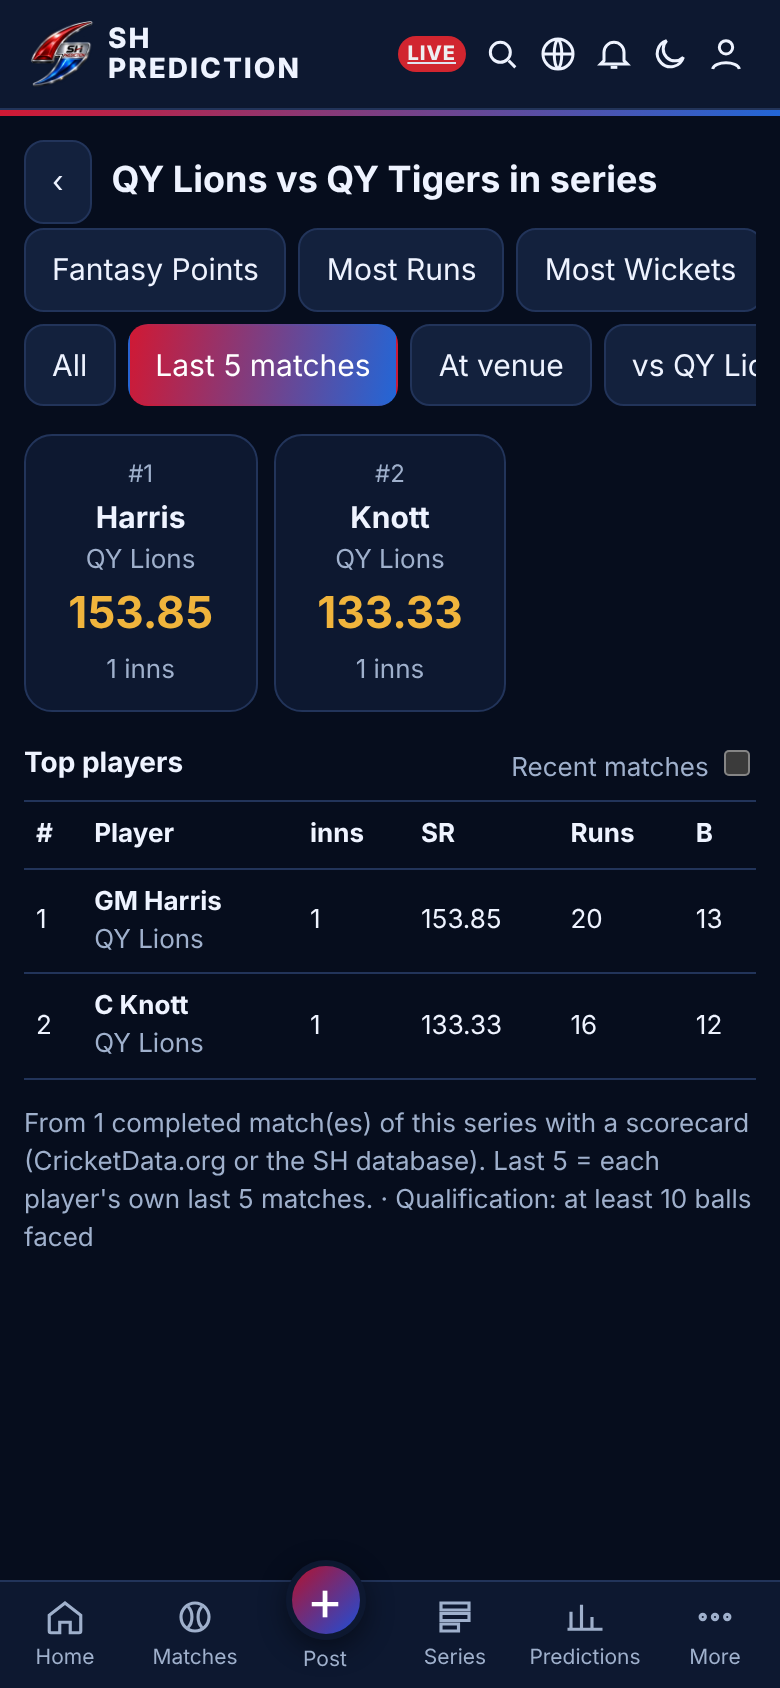 SH
PREDICTION
LIVE
‹
QY Lions vs QY Tigers in series
Fantasy Points Most Runs Most Wickets
All Last 5 matches At venue vs QY Lio
#1 #2
Harris Knott
QY Lions QY Lions
153.85 133.33
1 inns 1 inns
Top players Recent matches
# Player inns SR Runs B
1 GM Harris 1 153.85 20 13
QY Lions
2 C Knott 1 133.33 16 12
QY Lions
From 1 completed match(es) of this series with a scorecard
(CricketData.org or the SH database). Last 5 = each
player's own last 5 matches. · Qualification: at least 10 balls
faced
+
Home Matches Post Series Predictions More